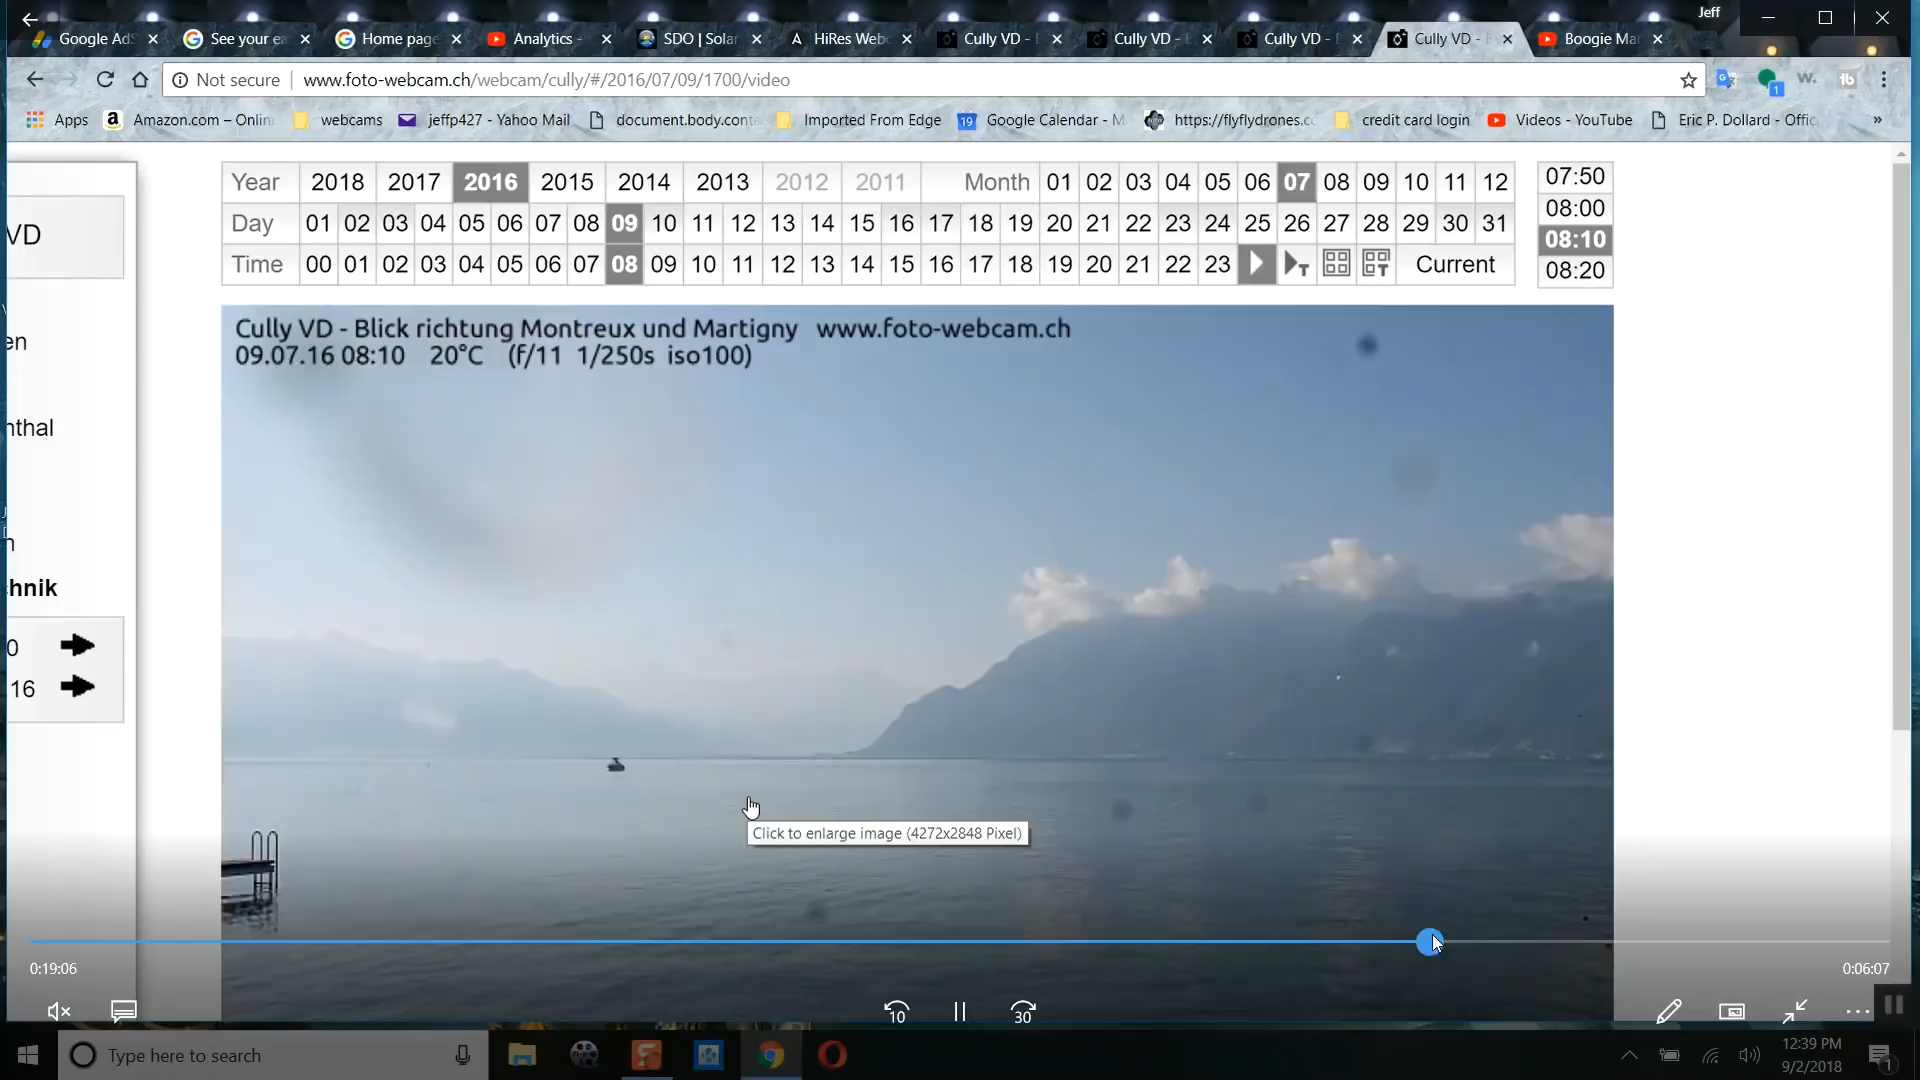 Jeff
Google Ad
See your ea
Home page
Analytics -
SDO | Sola
HiRes Web
Cully VD -
Cully VD -
Cully VD -
Cully VD -
Boogie Ma
Not secure www.foto-webcam.ch/webcam/cully/#/2016/07/09/1700/video
Apps Amazon.com – Onlin webcams jeffp427 - Yahoo Mail document.body.conte Imported From Edge 19 Google Calendar - M https://flyflydrones.c credit card login Videos - YouTube Eric P. Dollard - Offic »
Year 2018 2017 2016 2015 2014 2013 2012 2011 Month 01 02 03 04 05 06 07 08 09 10 11 12
Day 01 02 03 04 05 06 07 08 09 10 11 12 13 14 15 16 17 18 19 20 21 22 23 24 25 26 27 28 29 30 31
Time 00 01 02 03 04 05 06 07 08 09 10 11 12 13 14 15 16 17 18 19 20 21 22 23 T T Current
07:50
08:00
08:10
08:20
VD
en
nthal
n
hnik
0
16
Cully VD - Blick richtung Montreux und Martigny www.foto-webcam.ch
09.07.16 08:10 20°C (f/11 1/250s iso100)
Click to enlarge image (4272x2848 Pixel)
0:19:06
0:06:07
10
30
Type here to search
12:39 PM
9/2/2018
1